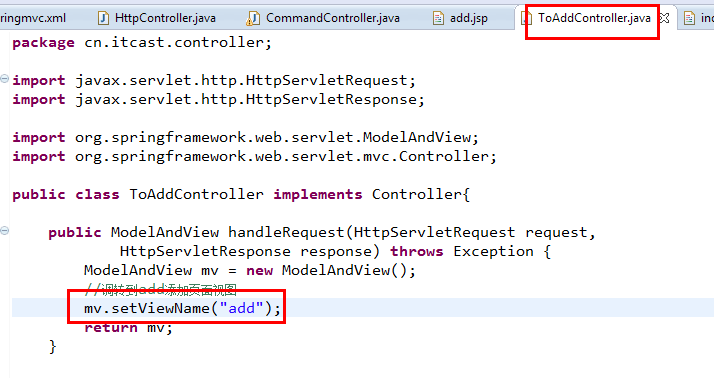 ringmvc.xml HttpController.java CommandController.java add.jsp ToAddController.java in
package cn.itcast.controller;
import javax.servlet.http.HttpServletRequest;
import javax.servlet.http.HttpServletResponse;
import org.springframework.web.servlet.ModelAndView;
import org.springframework.web.servlet.mvc.Controller;
public class ToAddController implements Controller{
public ModelAndView handleRequest(HttpServletRequest request,
HttpServletResponse response) throws Exception {
ModelAndView mv = new ModelAndView();
//调转到add添加页面视图
mv.setViewName("add");
return mv;
}